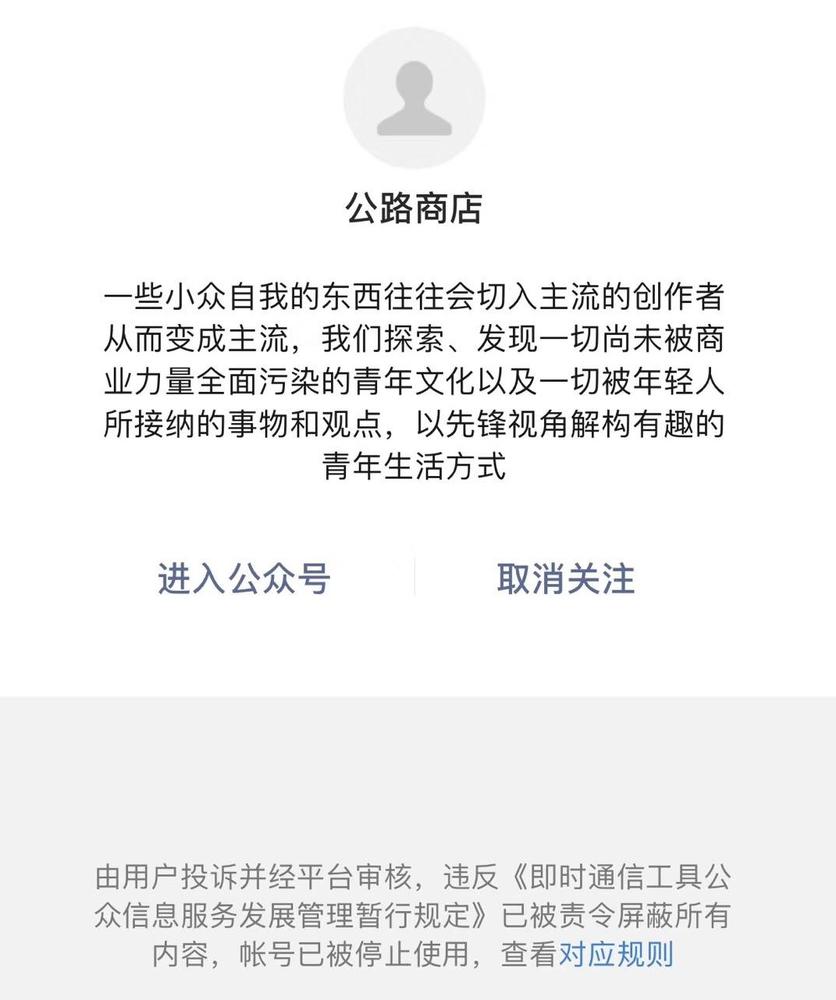 公路商店
一些小众自我的东西往往会切入主流的创作者
从而变成主流，我们探索、发现一切尚未被商
业力量全面污染的青年文化以及一切被年轻人
所接纳的事物和观点，以先锋视角解构有趣的
青年生活方式
进入公众号 取消关注
由用户投诉并经平台审核，违反《即时通信工具公
众信息服务发展管理暂行规定》已被责令屏蔽所有
内容，帐号已被停止使用，查看对应规则